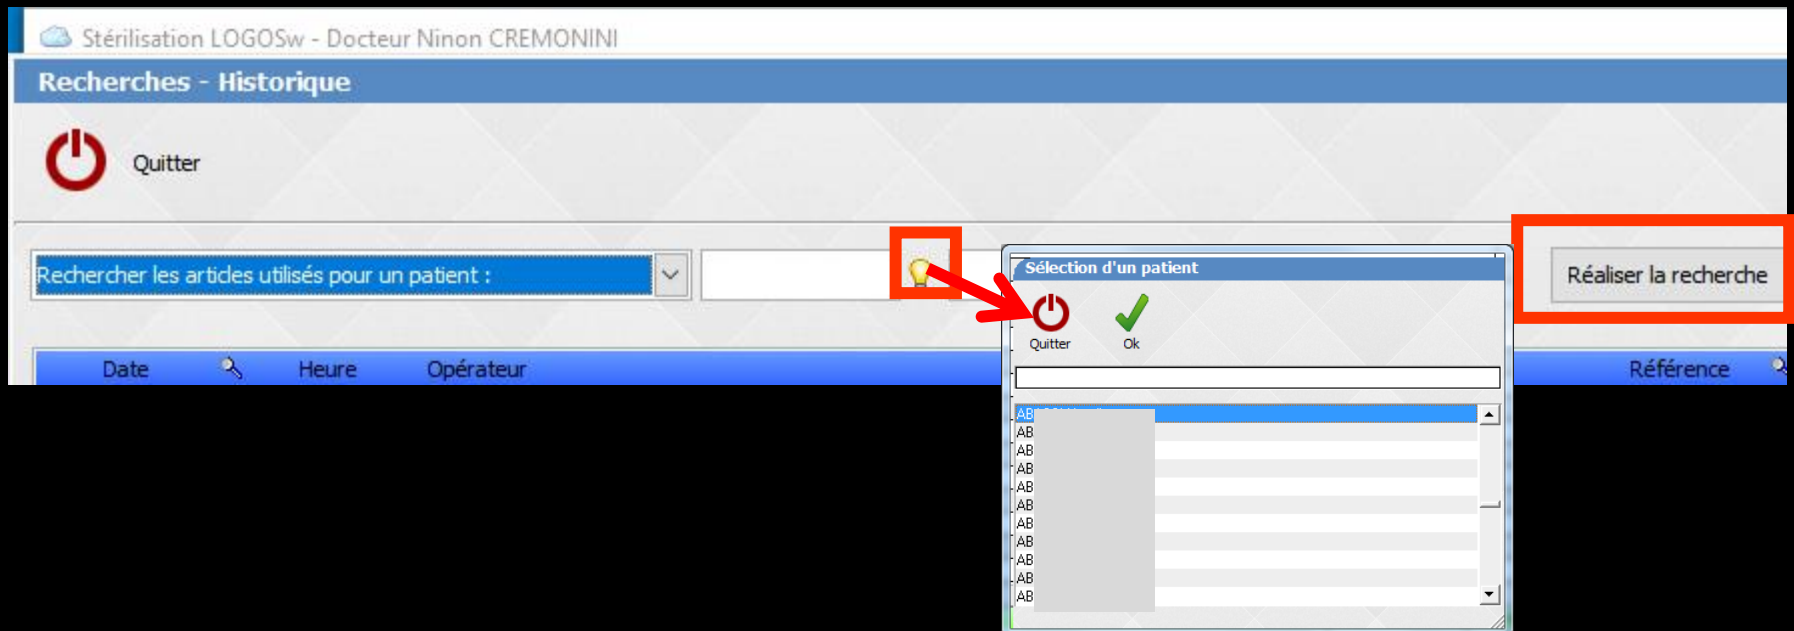 Stérilisation LOGOSw - Docteur Ninon CREMONINI
Recherches - Historique
Quitter
Rechercher les articles utilisés pour un patient :
Réaliser la recherche
Date Heure Opérateur Référence
Sélection d'un patient
Quitter Ok
AB
AB
AB
AB
AB
AB
AB
AB
AB
AB
AB